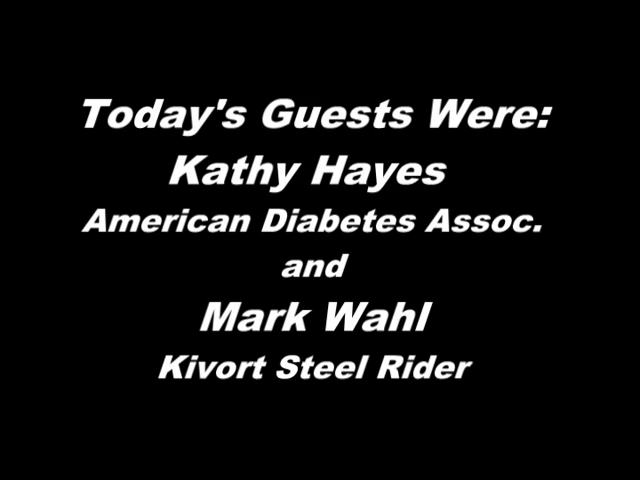 Today's Guests Were:
Kathy Hayes
American Diabetes Assoc.
and
Mark Wahl
Kivort Steel Rider